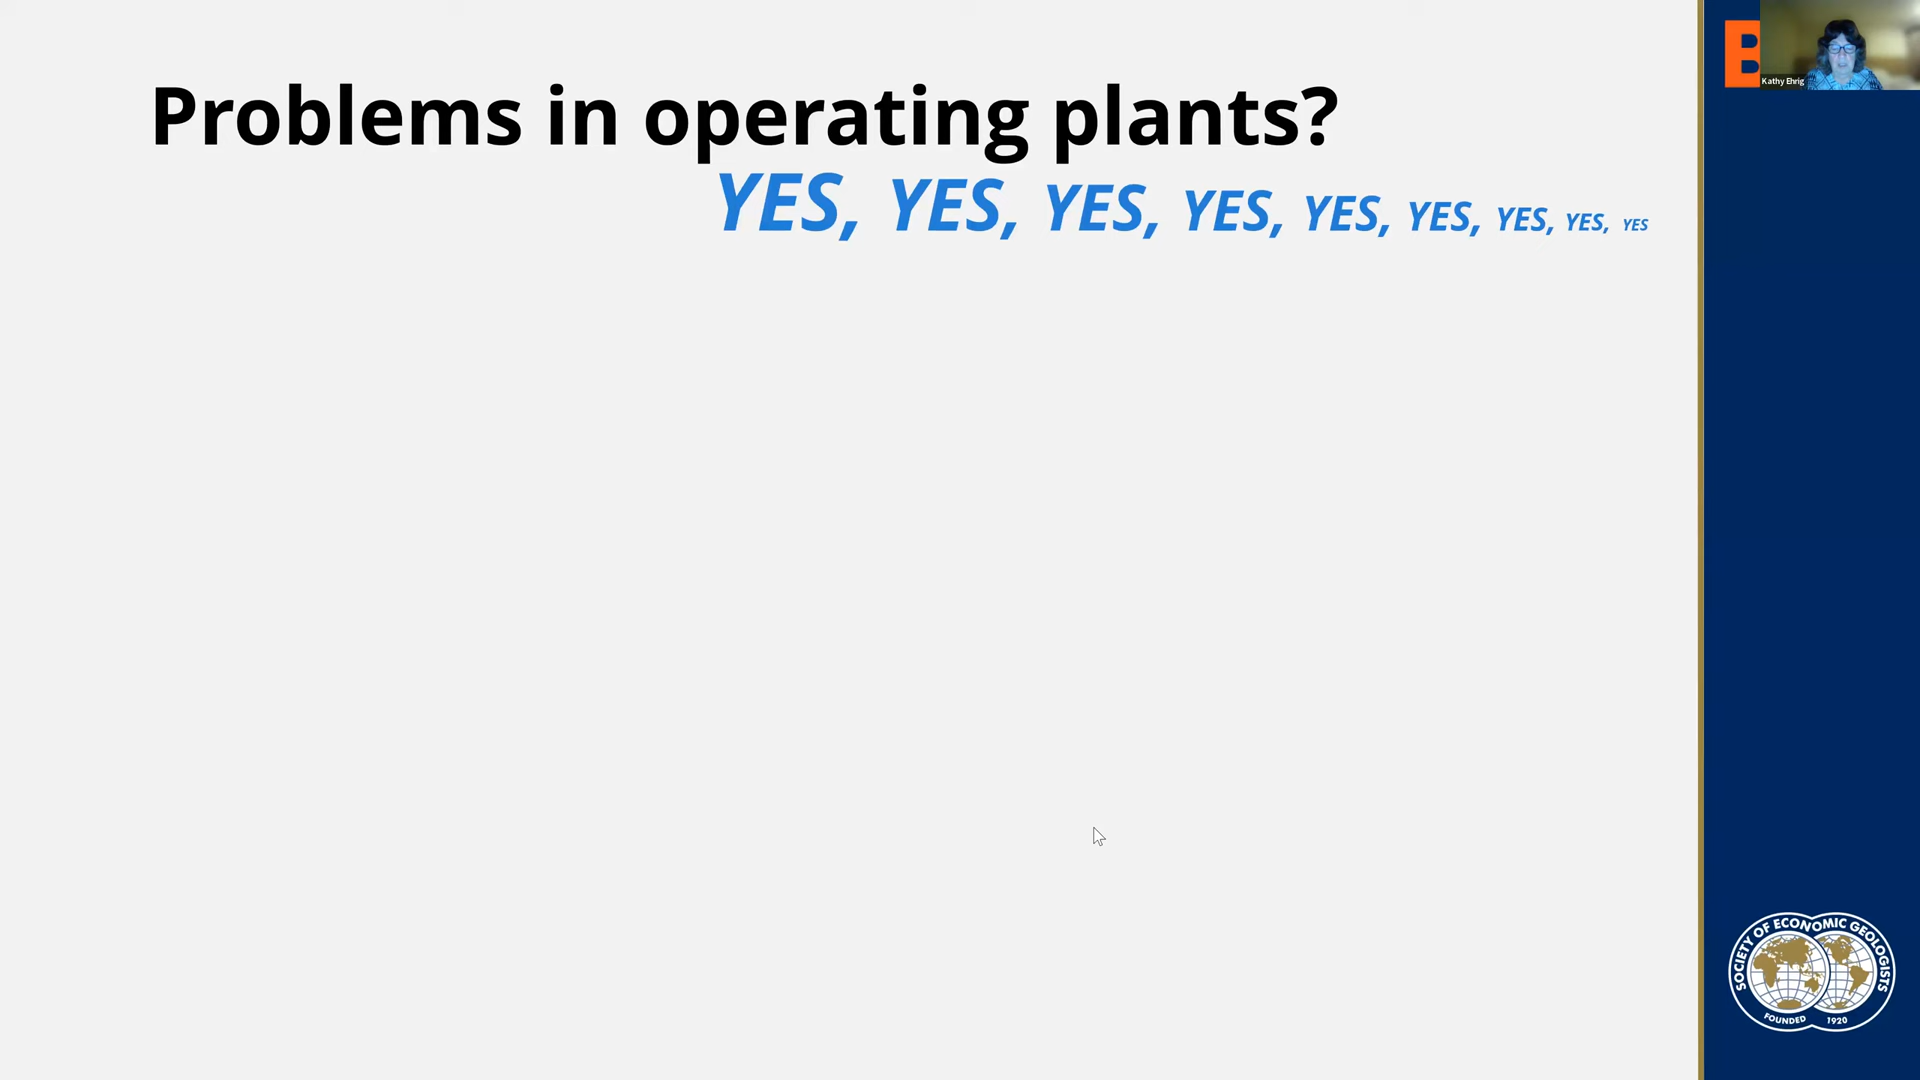 Problems in operating plants?
YES, YES, YES, YES, YES, YES, YES, YES, YES
B
Kathy Ehrig
SOCIETY OF ECONOMIC GEOLOGISTS
FOUNDED 1920